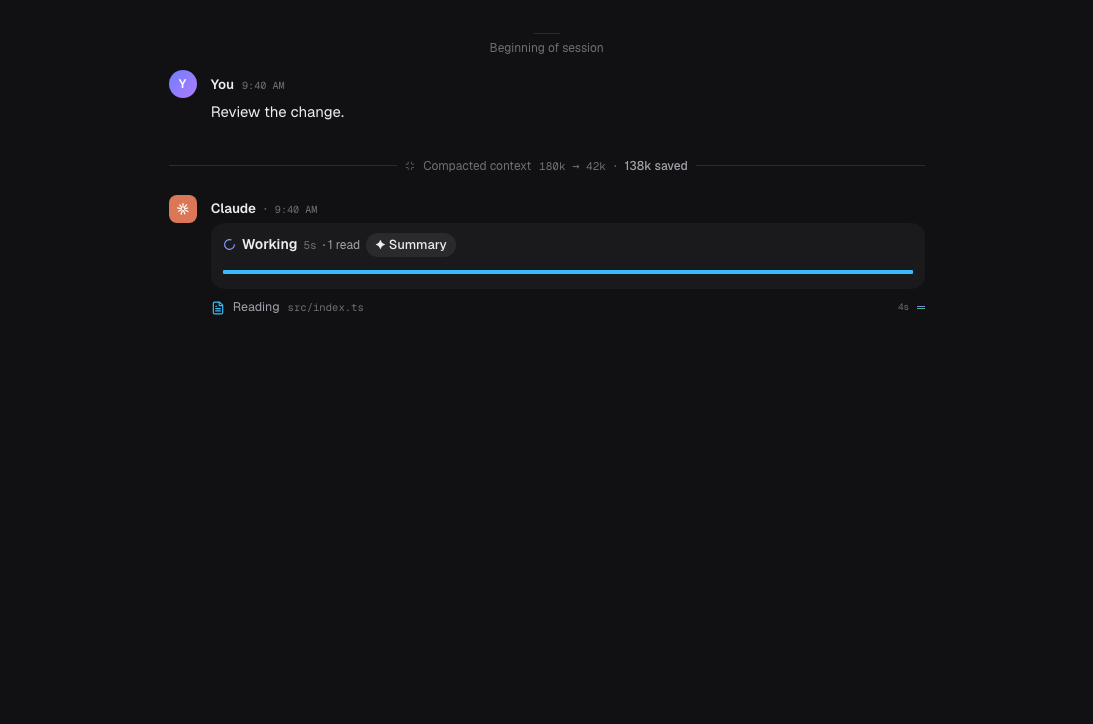 Beginning of session
Y You 9:40 AM
Review the change.
Compacted context 180k → 42k · 138k saved
Claude · 9:40 AM
Working 5s · 1 read Summary
Reading src/index.ts 4s